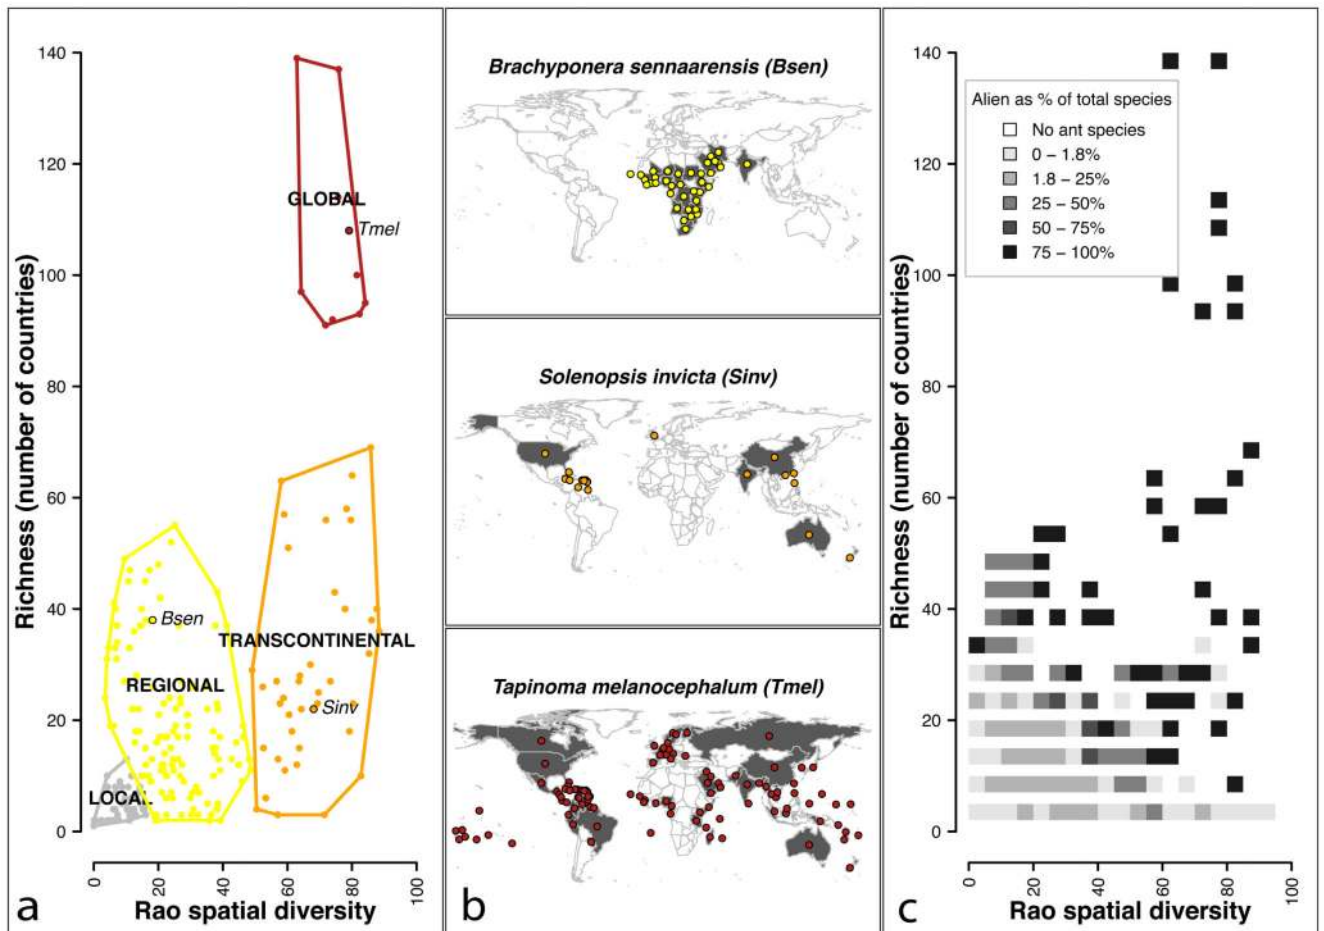 Richness (number of countries)
140
120
100
80
60
40
20
0
GLOBAL
Tmel
Bsen
TRANSCONTINENTAL
REGIONAL
Sinv
LOCAL
0
20
40
60
80
100
Rao spatial diversity
a
Brachyponera sennaarensis (Bsen)
Solenopsis invicta (Sinv)
Tapinoma melanocephalum (Tmel)
b
Richness (number of countries)
140
120
100
80
60
40
20
0
Alien as % of total species
No ant species
0 – 1.8%
1.8 – 25%
25 – 50%
50 – 75%
75 – 100%
0
20
40
60
80
100
Rao spatial diversity
c